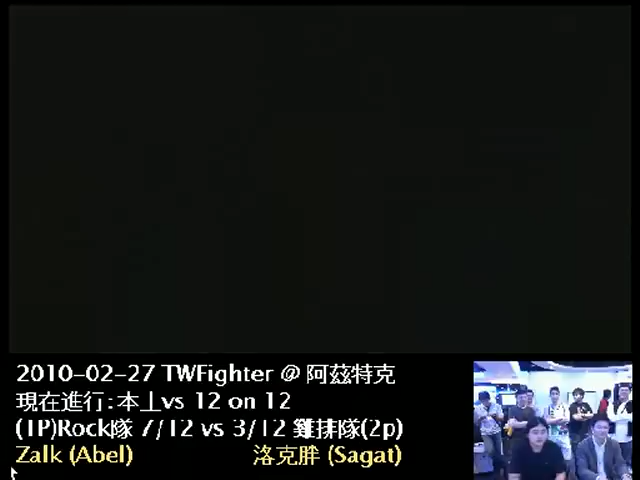 2010-02-27 TWFighter @ 阿茲特克
現在進行:本土vs 12 on 12
(1P)Rock隊 7/12 vs 3/12 雞排隊(2p)
Zalk (Abel) 洛克胖 (Sagat)